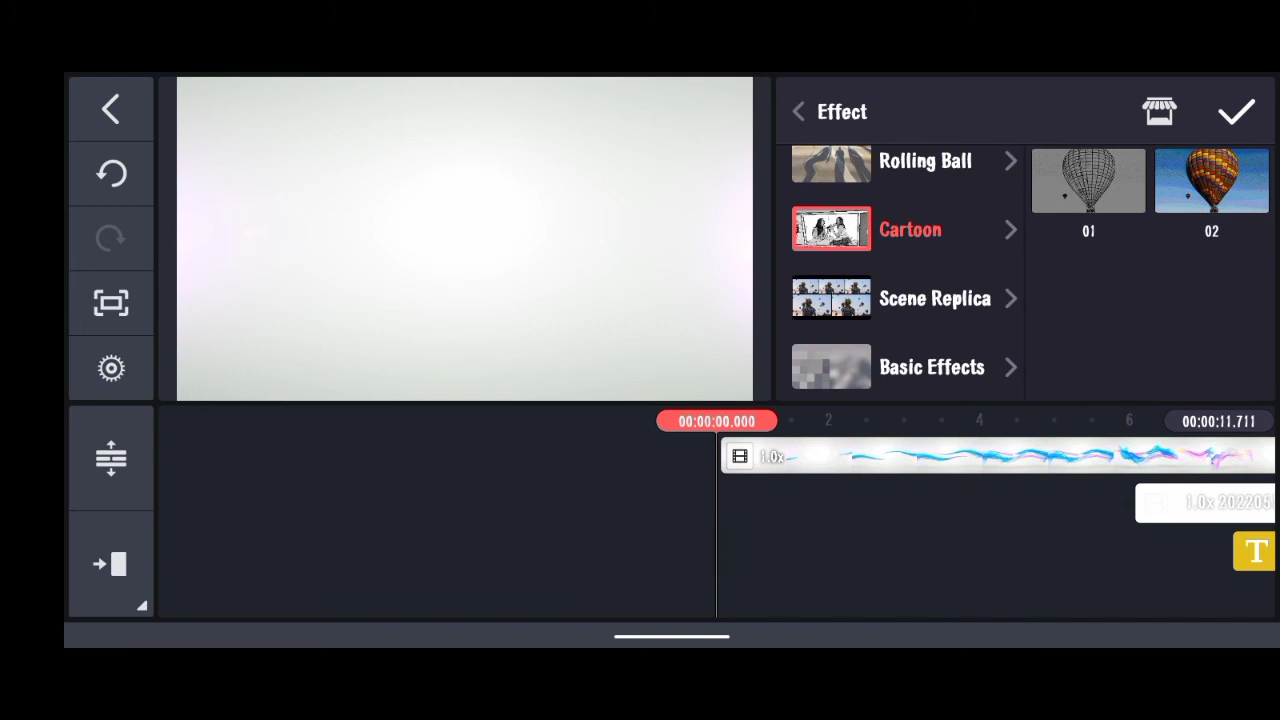 Effect
Rolling Ball
01
02
Cartoon
Scene Replica
Basic Effects
00:00:00.000
2
4
6
00:00:11.711
1.0x
1.0x 202205
T